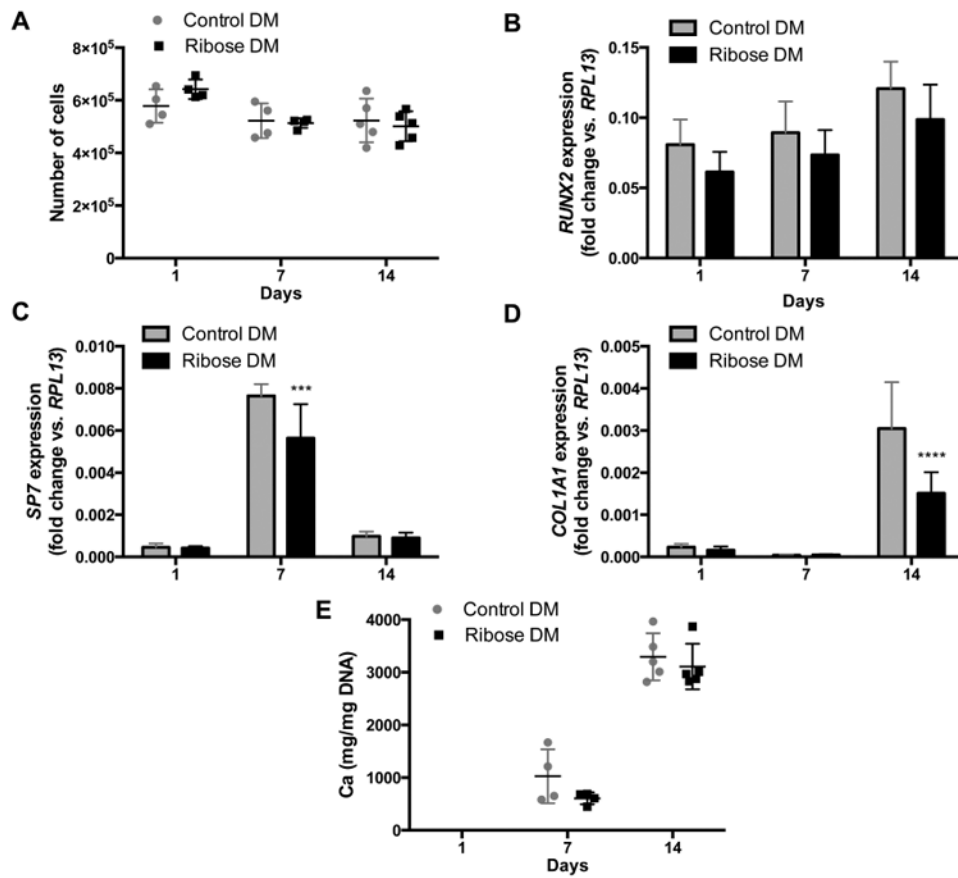 A
Control DM
Ribose DM
Number of cells
8×10⁵
6×10⁵
4×10⁵
2×10⁵
0
1
7
14
Days
B
Control DM
Ribose DM
RUNX2 expression
(fold change vs. RPL13)
0.15
0.10
0.05
0.00
1
7
14
Days
C
Control DM
Ribose DM
SP7 expression
(fold change vs. RPL13)
0.010
0.008
0.006
0.004
0.002
0.000
***
1
7
14
D
Control DM
Ribose DM
COL1A1 expression
(fold change vs. RPL13)
0.005
0.004
0.003
0.002
0.001
0.000
****
1
7
14
E
Control DM
Ribose DM
Ca (mg/mg DNA)
4000
3000
2000
1000
0
1
7
14
Days